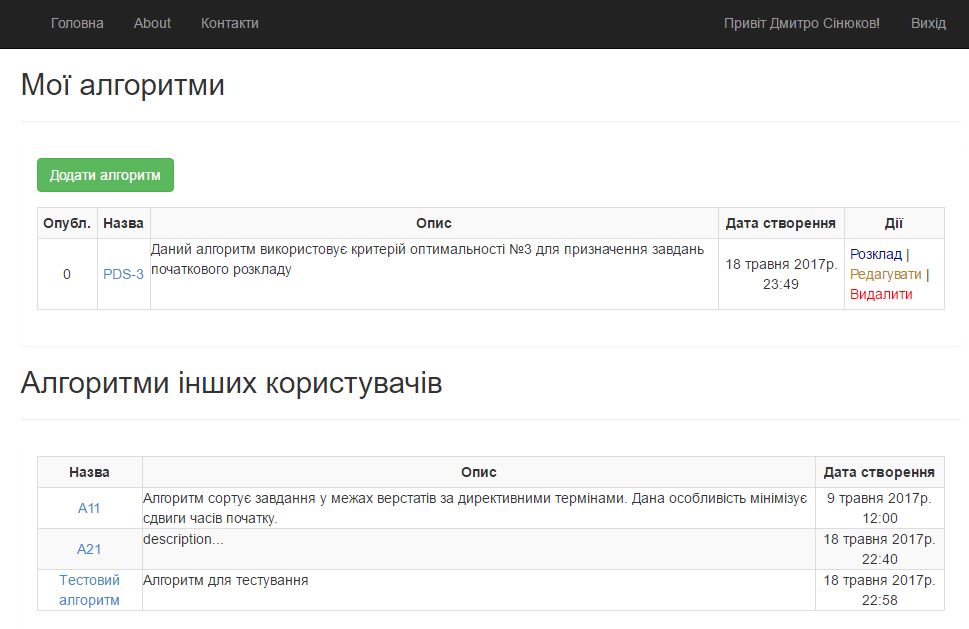 Головна About Контакти Привіт Дмитро Сінюков! Вихід
Мої алгоритми
Додати алгоритм
Опубл. Назва Опис Дата створення Дії
0 PDS-3 Даний алгоритм використовує критерій оптимальності №3 для призначення завдань
початкового розкладу
18 травня 2017р.
23:49
Розклад |
Редагувати |
Видалити
Алгоритми інших користувачів
Назва Опис Дата створення
A11 Алгоритм сортує завдання у межах верстатів за директивними термінами. Дана особливість мінімізує
сдвиги часів початку.
9 травня 2017р.
12:00
A21 description...
18 травня 2017р.
22:40
Тестовий
алгоритм
Алгоритм для тестування
18 травня 2017р.
22:58